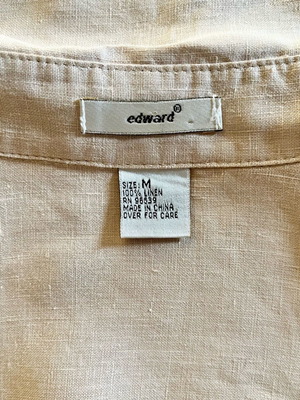 edward®
SIZE: M
100% LINEN
RN 98539
MADE IN CHINA
OVER FOR CARE